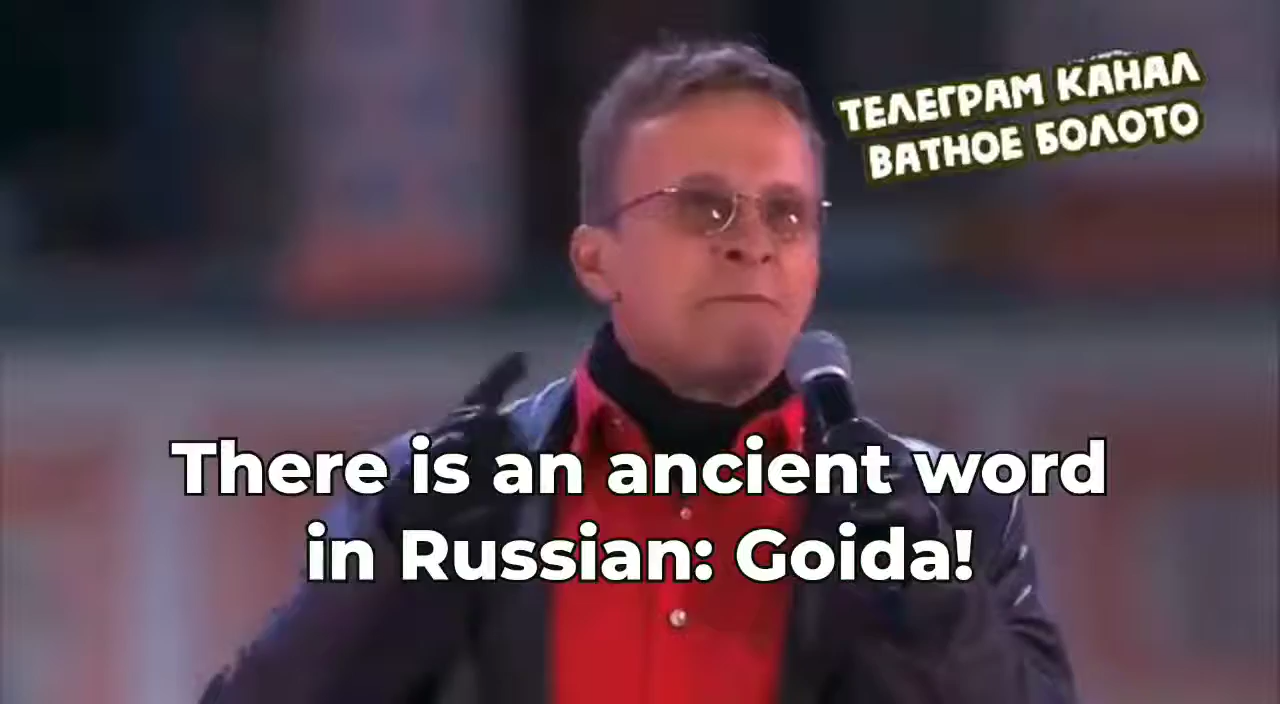 ТЕЛЕГРАМ КАНАЛ
ВАТНОЕ БОЛОТО
There is an ancient word
in Russian: Goida!